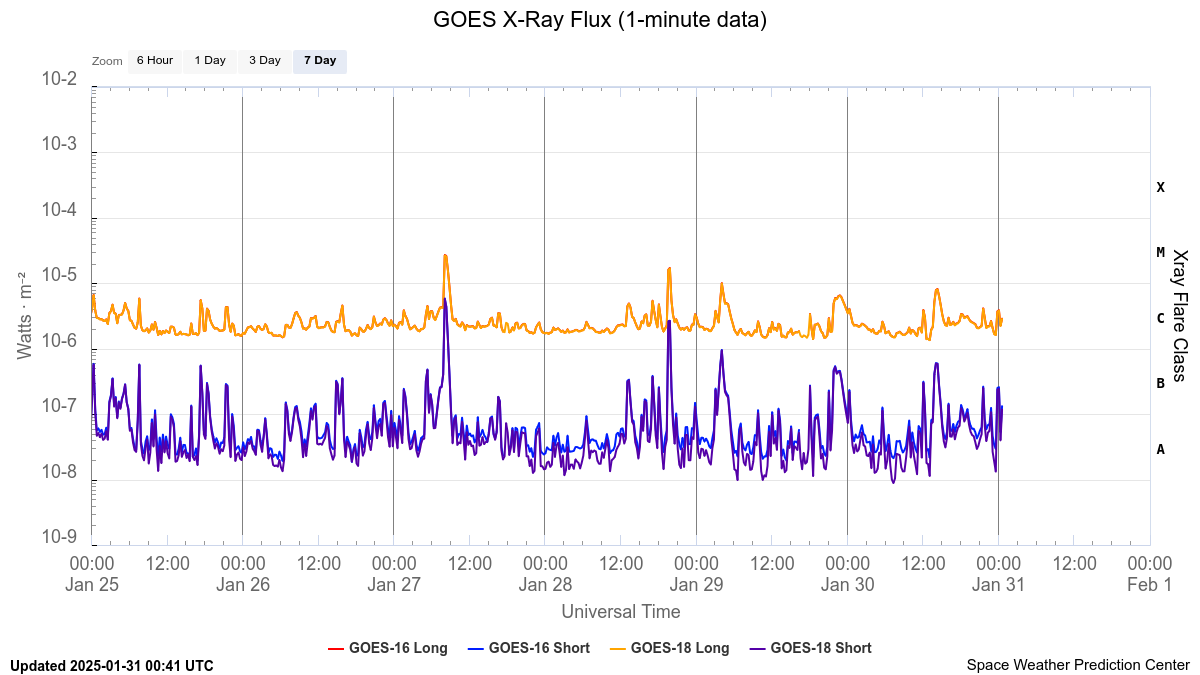 GOES X-Ray Flux (1-minute data)
Zoom 6 Hour 1 Day 3 Day 7 Day
10-2
10-3
10-4
10-5
10-6
10-7
10-8
10-9
Watts · m⁻²
X
M
C
B
A
Xray Flare Class
00:00 12:00 00:00 12:00 00:00 12:00 00:00 12:00 00:00 12:00 00:00 12:00 00:00 12:00 00:00
Jan 25 Jan 26 Jan 27 Jan 28 Jan 29 Jan 30 Jan 31 Feb 1
Universal Time
GOES-16 Long GOES-16 Short GOES-18 Long GOES-18 Short
Updated 2025-01-31 00:41 UTC
Space Weather Prediction Center